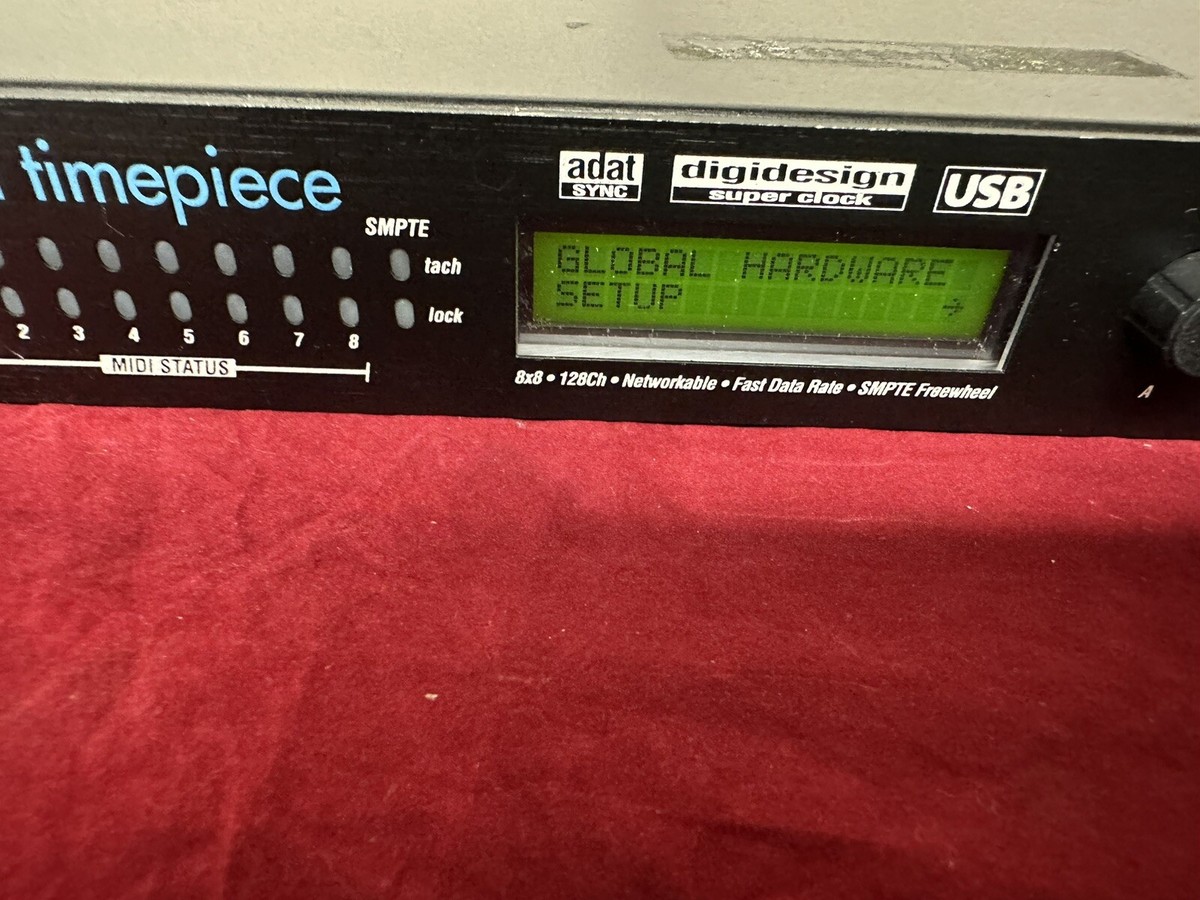 timepiece
SMPTE
tach
lock
2 3 4 5 6 7 8
MIDI STATUS
adat
SYNC
digidesign
super clock
USB
GLOBAL HARDWARE
SETUP →
8x8 • 128Ch • Networkable • Fast Data Rate • SMPTE Freewheel
A